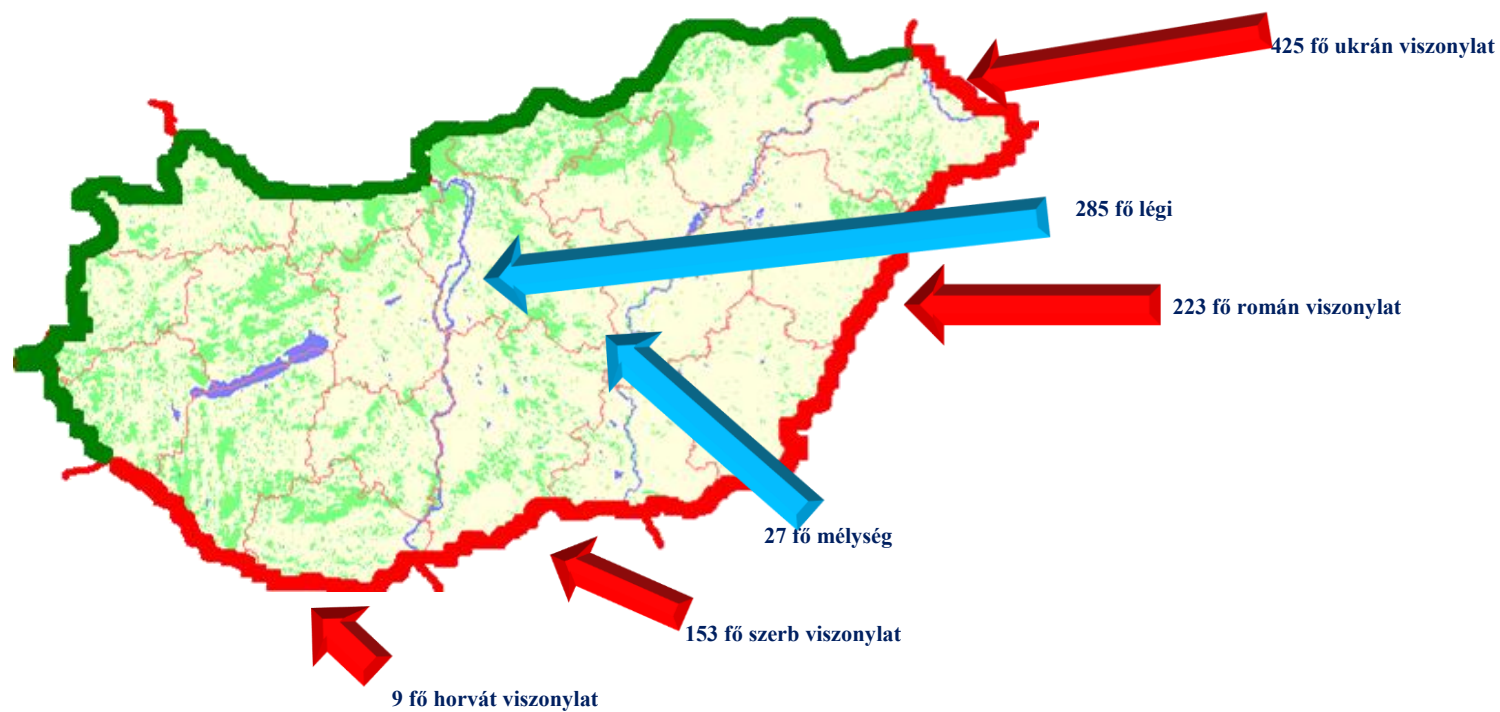 425 fő ukrán viszonylat
285 fő légi
223 fő román viszonylat
27 fő mélység
153 fő szerb viszonylat
9 fő horvát viszonylat